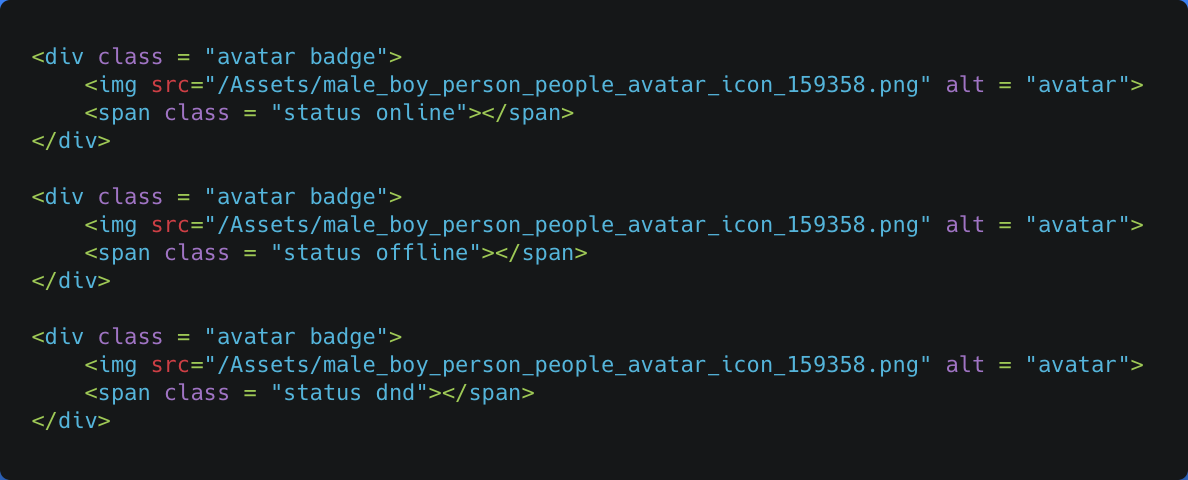 <div class = "avatar badge">
    <img src="/Assets/male_boy_person_people_avatar_icon_159358.png" alt = "avatar">
    <span class = "status online"></span>
</div>

<div class = "avatar badge">
    <img src="/Assets/male_boy_person_people_avatar_icon_159358.png" alt = "avatar">
    <span class = "status offline"></span>
</div>

<div class = "avatar badge">
    <img src="/Assets/male_boy_person_people_avatar_icon_159358.png" alt = "avatar">
    <span class = "status dnd"></span>
</div>